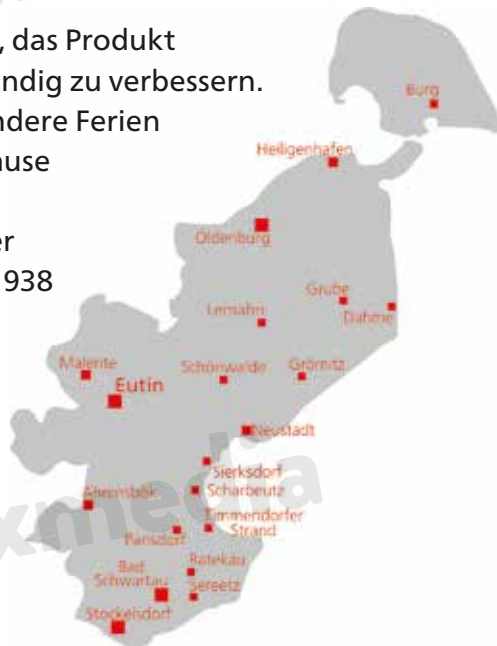 , das Produkt
ndig zu verbessern.
ndere Ferien
use
er
938
Burg
Heiligenhafen
Oldenburg
Grube
Dahme
Lensahn
Malente
Eutin
Schönwalde
Grömitz
Neustadt
Sierksdorf
Scharbeutz
Ahrensbök
Timmendorfer
Strand
Pansdorf
Ratekau
Bad
Schwartau
Sereetz
Stockelsdorf
xmedia